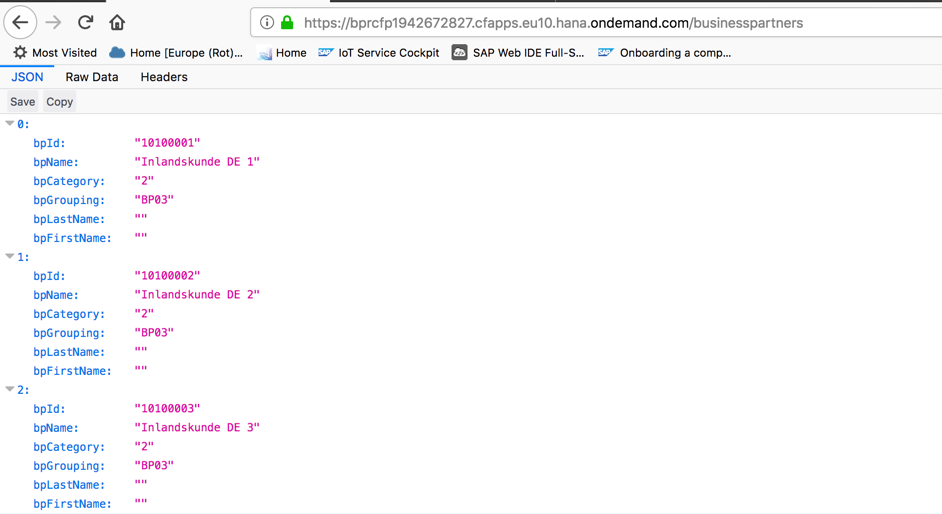 https://bprcfp1942672827.cfapps.eu10.hana.ondemand.com/businesspartners
Most Visited Home [Europe (Rot)... Home IoT Service Cockpit SAP Web IDE Full-S... SAP Onboarding a comp...
JSON Raw Data Headers
Save Copy
0:
bpId: "10100001"
bpName: "Inlandskunde DE 1"
bpCategory: "2"
bpGrouping: "BP03"
bpLastName: ""
bpFirstName: ""
1:
bpId: "10100002"
bpName: "Inlandskunde DE 2"
bpCategory: "2"
bpGrouping: "BP03"
bpLastName: ""
bpFirstName: ""
2:
bpId: "10100003"
bpName: "Inlandskunde DE 3"
bpCategory: "2"
bpGrouping: "BP03"
bpLastName: ""
bpFirstName: ""